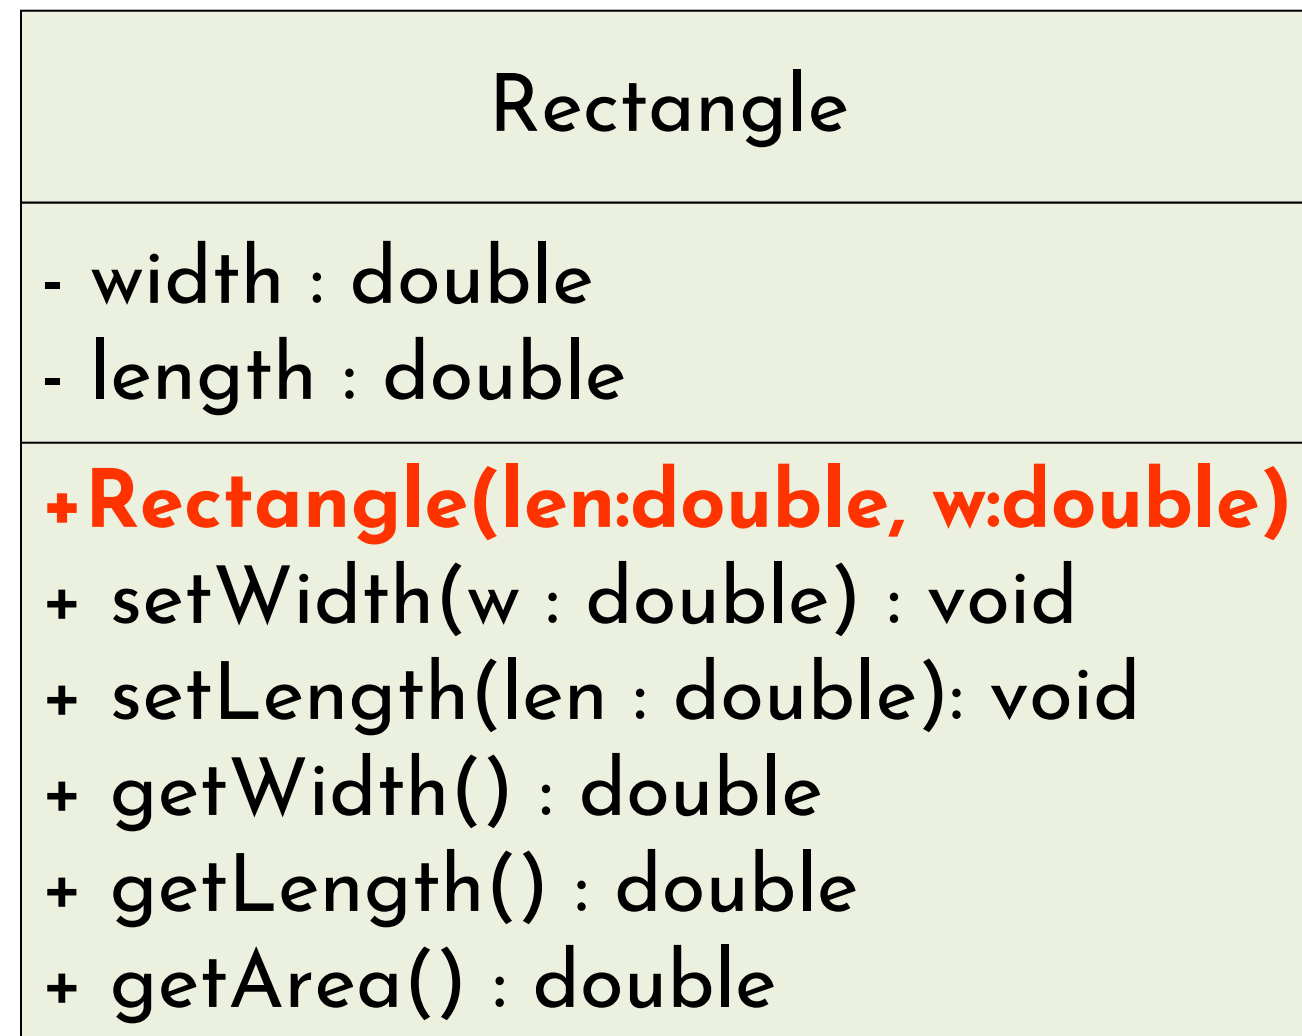 Rectangle
- width : double
- length : double
+Rectangle(len:double, w:double)
+ setWidth(w : double) : void
+ setLength(len : double): void
+ getWidth() : double
+ getLength() : double
+ getArea() : double